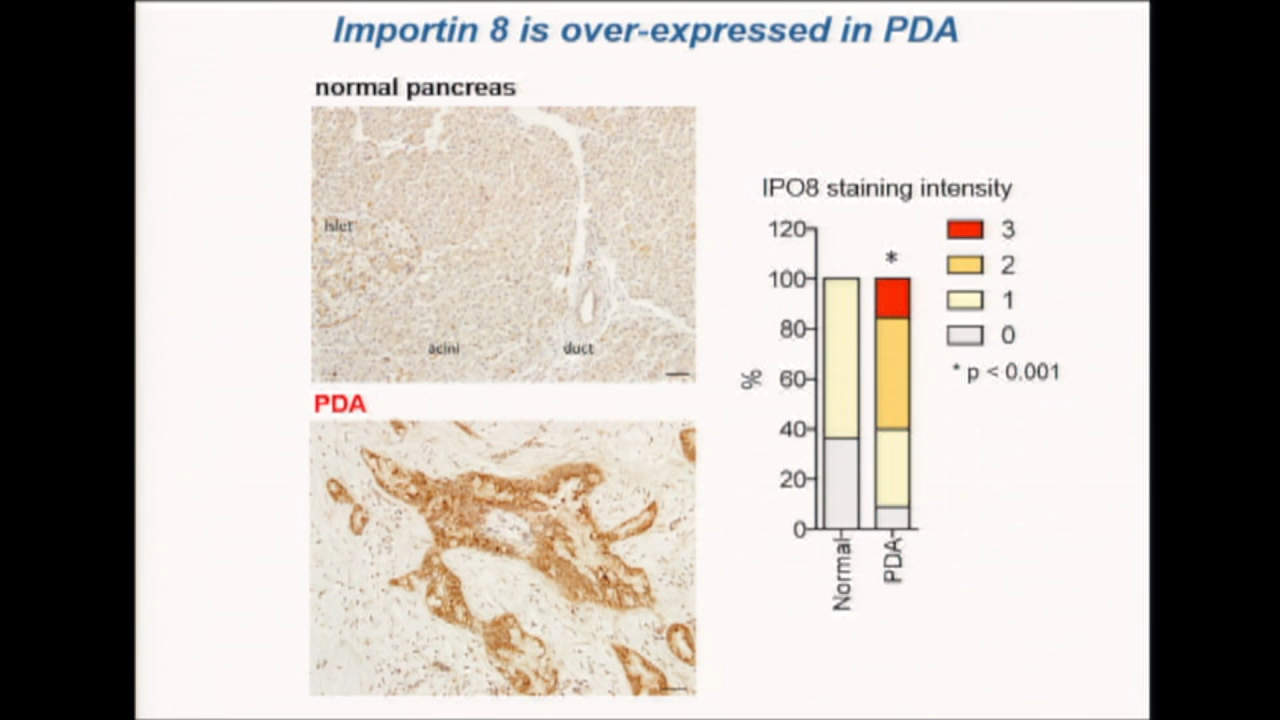 Importin 8 is over-expressed in PDA
normal pancreas
islet
acini
duct
PDA
IPO8 staining intensity
120
100
80
60
40
20
0
%
*
Normal
PDA
3
2
1
0
* p < 0.001